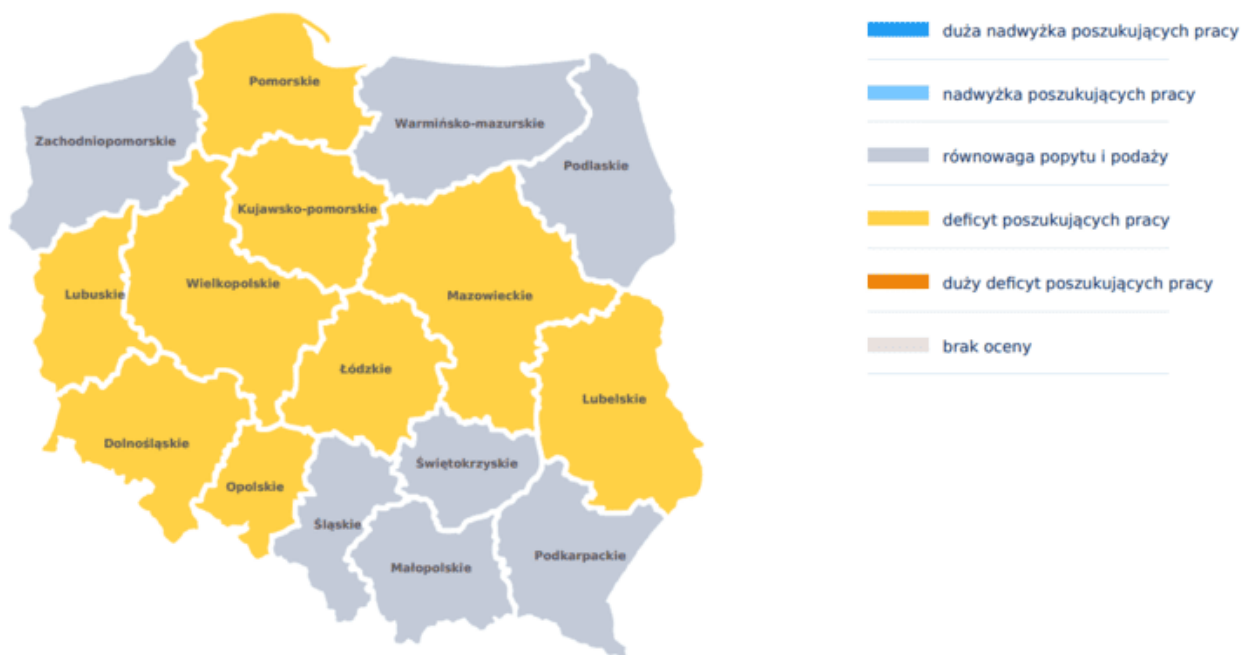 Pomorskie
Zachodniopomorskie
Warmińsko-mazurskie
Podlaskie
Kujawsko-pomorskie
Lubuskie
Wielkopolskie
Mazowieckie
Łódzkie
Lubelskie
Dolnośląskie
Opolskie
Świętokrzyskie
Śląskie
Małopolskie
Podkarpackie
duża nadwyżka poszukujących pracy
nadwyżka poszukujących pracy
równowaga popytu i podaży
deficyt poszukujących pracy
duży deficyt poszukujących pracy
brak oceny